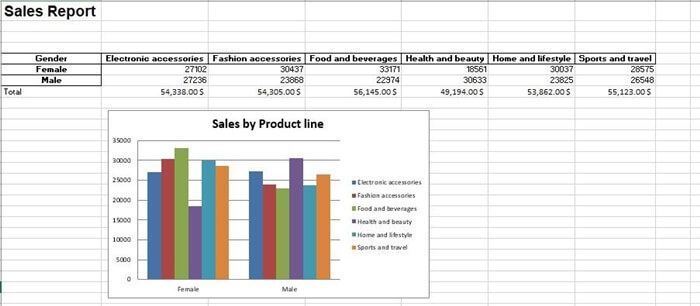 Sales Report
Gender Electronic accessories Fashion accessories Food and beverages Health and beauty Home and lifestyle Sports and travel
Female 27102 30437 33171 18561 30037 28575
Male 27236 23868 22974 30633 23825 26548
Total 54,338.00 $ 54,305.00 $ 56,145.00 $ 49,194.00 $ 53,862.00 $ 55,123.00 $
Sales by Product line
35000
30000
25000
20000
15000
10000
5000
0
Female Male
Electronic accessories
Fashion accessories
Food and beverages
Health and beauty
Home and lifestyle
Sports and travel